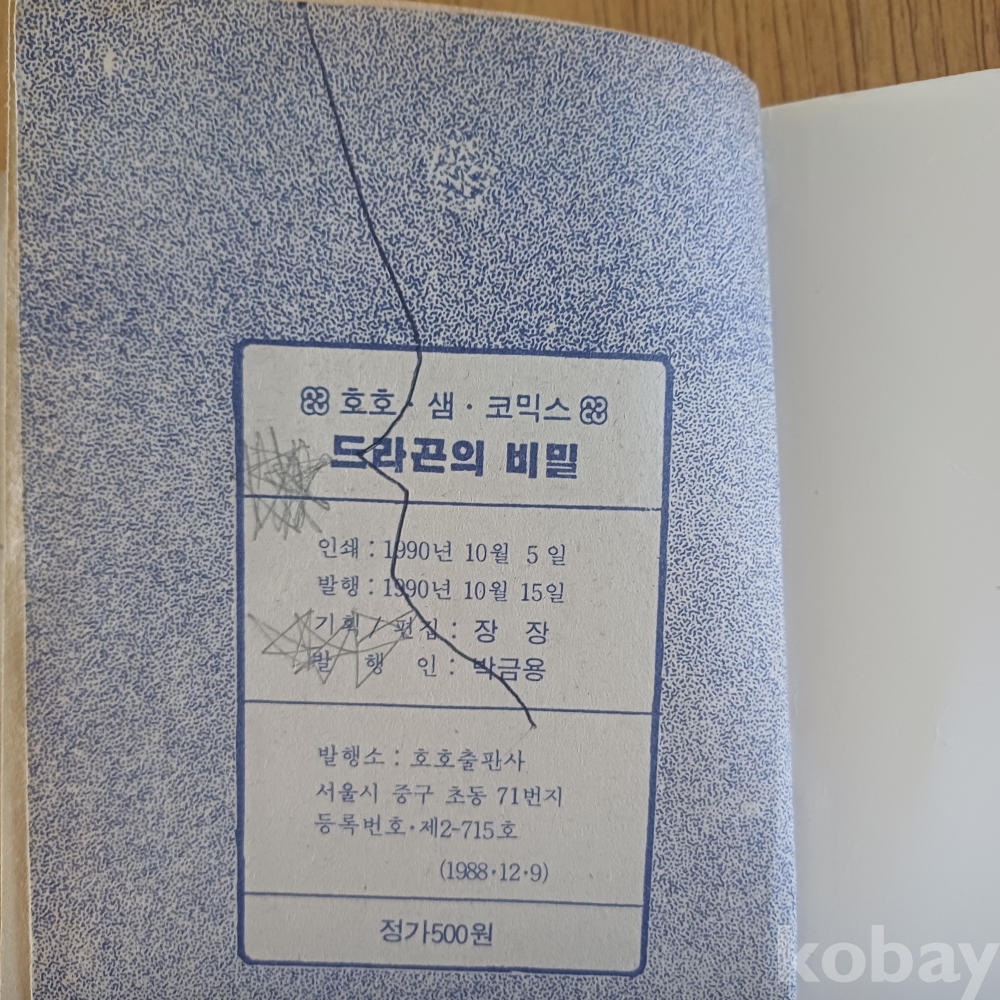 호호·샘·코믹스
드라곤의 비밀
인쇄 : 1990년 10월 5일
발행 : 1990년 10월 15일
기획 / 편집 : 장 장
발 행 인 : 박금용
발행소 : 호호출판사
서울시 중구 초동 71번지
등록번호·제2-715호
(1988·12·9)
정가500원
kobay